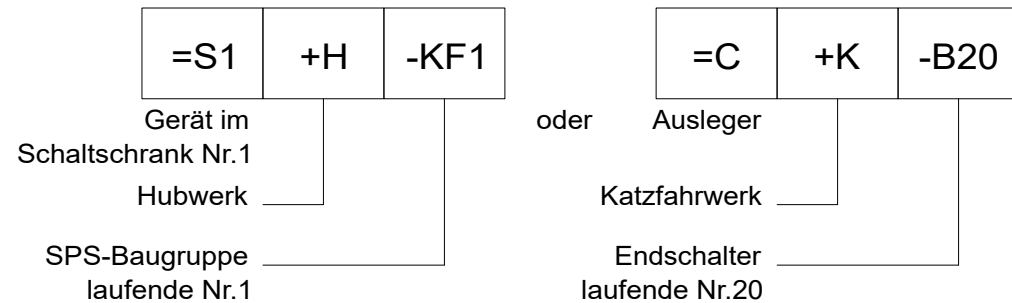 =S1 +H -KF1 =C +K -B20
Gerät im oder Ausleger
Schaltschrank Nr.1
Hubwerk Katzfahrwerk
SPS-Baugruppe Endschalter
laufende Nr.1 laufende Nr.20